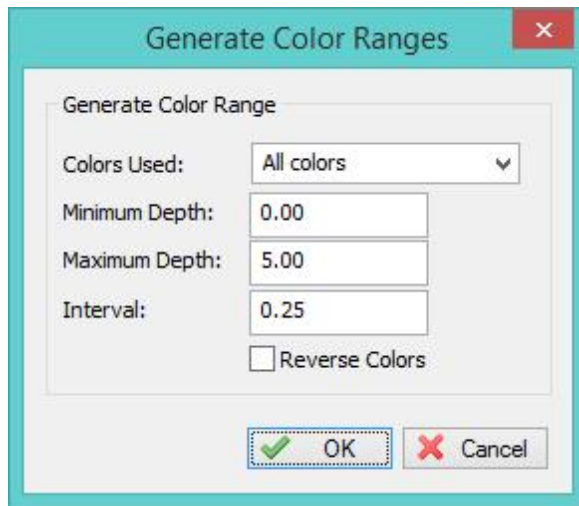 Generate Color Ranges
Generate Color Range
Colors Used: All colors
Minimum Depth: 0.00
Maximum Depth: 5.00
Interval: 0.25
Reverse Colors
OK Cancel